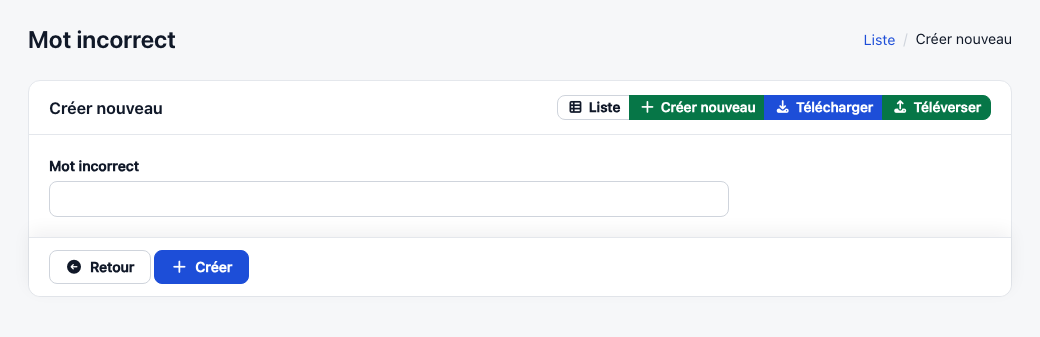 Mot incorrect
Liste / Créer nouveau
Créer nouveau
Liste Créer nouveau Télécharger Téléverser
Mot incorrect
Retour Créer